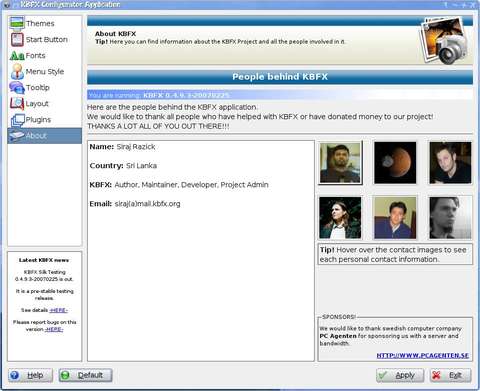 KBFX Configurator Application
Themes
Start Button
Fonts
Menu Style
Tooltip
Layout
Plugins
About
Latest KBFX news
KBFX Silk Testing
0.4.9.3-20070225 is out.
It is a pre-stable testing
release.
See details -HERE-
Please report bugs on this
version -HERE-
About KBFX
Tip! Here you can find information about the KBFX Project and all the people involved in it.
People behind KBFX
You are running: KBFX 0.4.9.3-20070225
Here are the people behind the KBFX application.
We would like to thank all people who have helped with KBFX or have donated money to our project!
THANKS A LOT ALL OF YOU OUT THERE!!!
Name: Siraj Razick
Country: Sri Lanka
KBFX: Author, Maintainer, Developer, Project Admin
Email: siraj(a)mail.kbfx.org
Tip! Hover over the contact images to see
each personal contact information.
SPONSORS!
We would like to thank swedish computer company
PC Agenten for sponsoring us with a server and
bandwidth.
HTTP://WWW.PCAGENTEN.SE
Help
Default
Apply
Exit